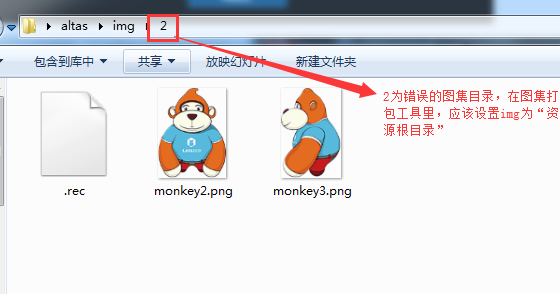 altas img 2
包含到库中 共享 放映幻灯片 新建文件夹
2为错误的图集目录，在图集打
包工具里，应该设置img为“资
源根目录”
.rec monkey2.png monkey3.png